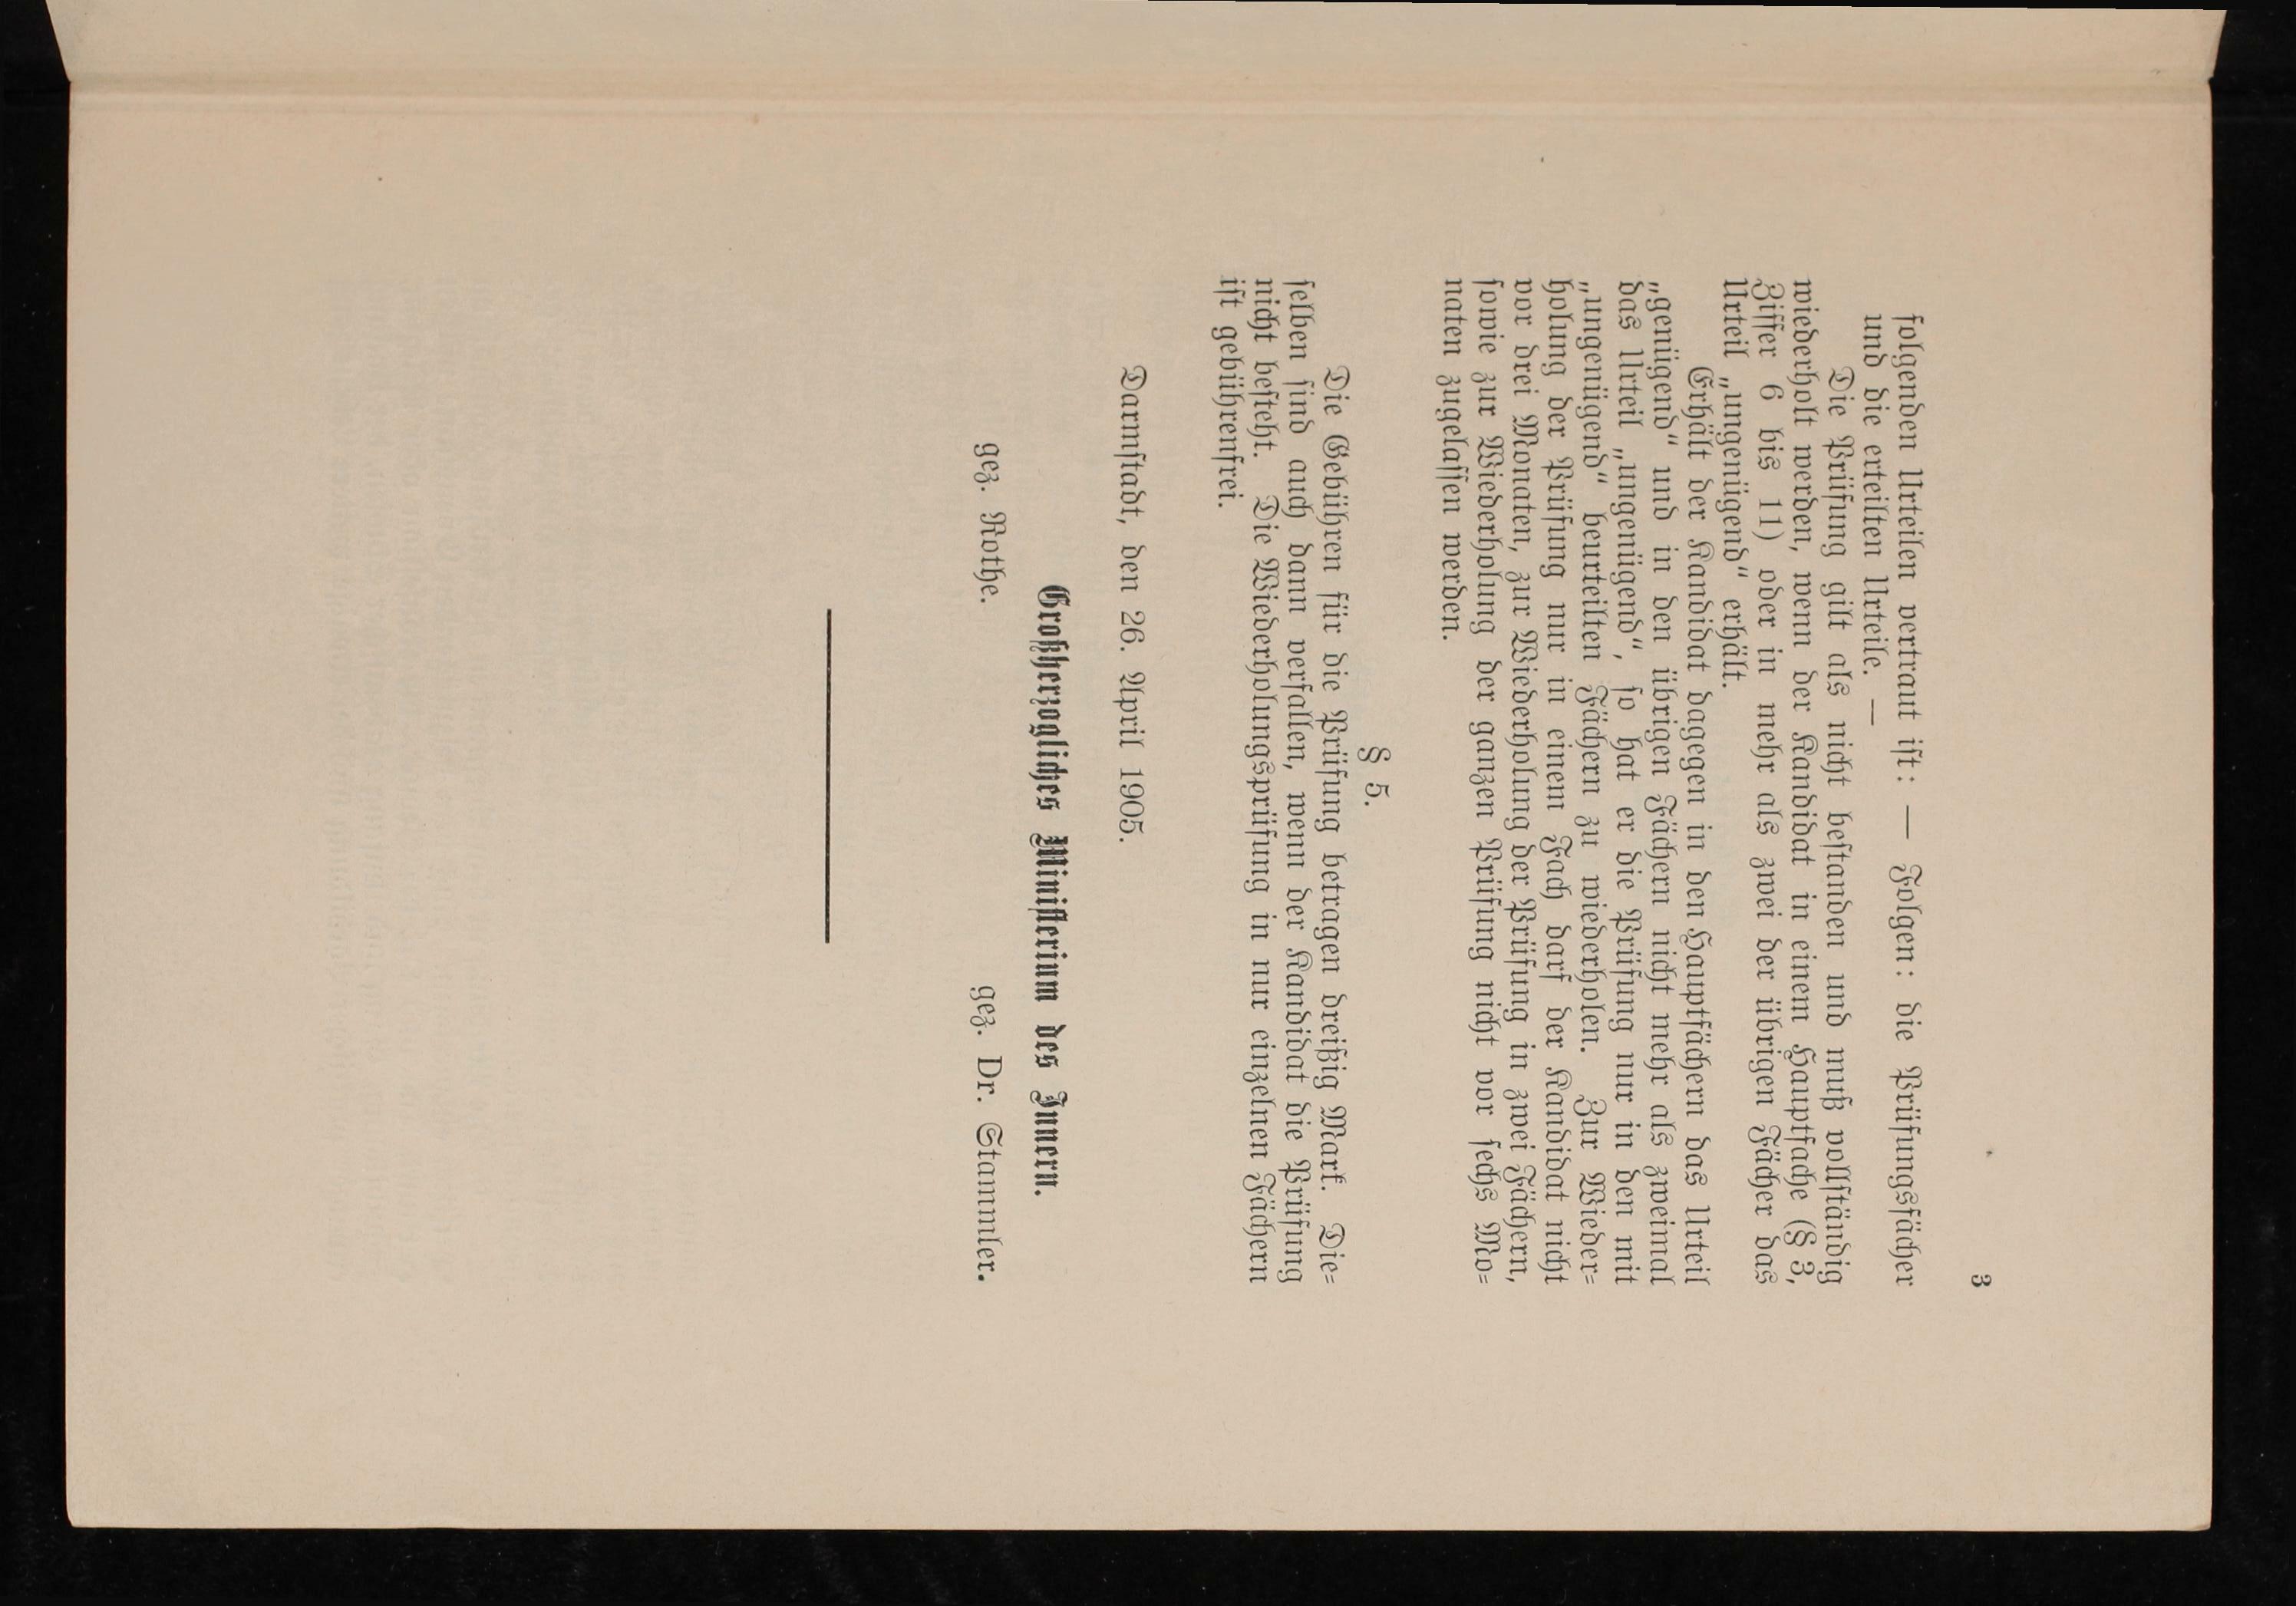 3
folgenden Urteilen vertraut ist: — Folgen: die Prüfungsfächer
und die erteilten Urteile. —
Die Prüfung gilt als nicht bestanden und muß vollständig
wiederholt werden, wenn der Kandidat in einem Hauptfache (§ 3,
Ziffer 6 bis 11) oder in mehr als zwei der übrigen Fächer das
Urteil „ungenügend“ erhält.
Erhält der Kandidat dagegen in den Hauptfächern das Urteil
„genügend“ und in den übrigen Fächern nicht mehr als zweimal
das Urteil „ungenügend“, so hat er die Prüfung nur in den mit
„ungenügend“ beurteilten Fächern zu wiederholen. Zur Wieder=
holung der Prüfung nur in einem Fach darf der Kandidat nicht
vor drei Monaten, zur Wiederholung der Prüfung in zwei Fächern,
sowie zur Wiederholung der ganzen Prüfung nicht vor sechs Mo=
naten zugelassen werden.
§ 5.
Die Gebühren für die Prüfung betragen dreißig Mark. Die=
selben sind auch dann verfallen, wenn der Kandidat die Prüfung
nicht besteht. Die Wiederholungsprüfung in nur einzelnen Fächern
ist gebührenfrei.
Darmstadt, den 26. April 1905.
Großherzogliches Ministerium des Innern.
gez. Rothe. gez. Dr. Stammler.